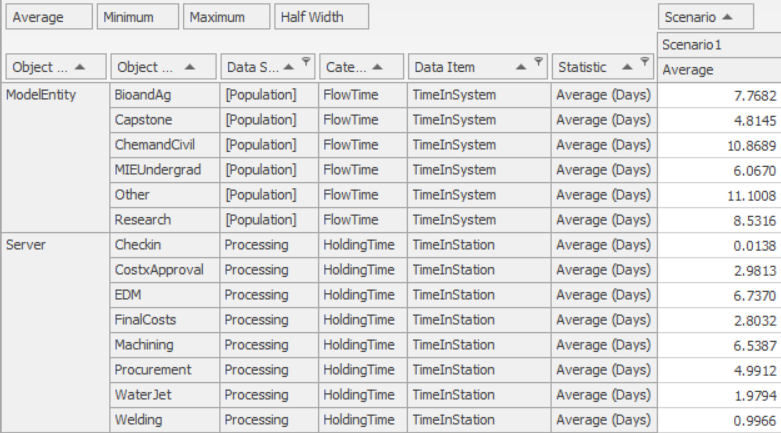 Average Minimum Maximum Half Width Scenario
Scenario1
Object ... Object ... Data S... Cate... Data Item Statistic Average
ModelEntity BioandAg [Population] FlowTime TimeInSystem Average (Days) 7.7682
Capstone [Population] FlowTime TimeInSystem Average (Days) 4.8145
ChemandCivil [Population] FlowTime TimeInSystem Average (Days) 10.8689
MIEUndergrad [Population] FlowTime TimeInSystem Average (Days) 6.0670
Other [Population] FlowTime TimeInSystem Average (Days) 11.1008
Research [Population] FlowTime TimeInSystem Average (Days) 8.5316
Server Checkin Processing HoldingTime TimeInStation Average (Days) 0.0138
CostxApproval Processing HoldingTime TimeInStation Average (Days) 2.9813
EDM Processing HoldingTime TimeInStation Average (Days) 6.7370
FinalCosts Processing HoldingTime TimeInStation Average (Days) 2.8032
Machining Processing HoldingTime TimeInStation Average (Days) 6.5387
Procurement Processing HoldingTime TimeInStation Average (Days) 4.9912
WaterJet Processing HoldingTime TimeInStation Average (Days) 1.9794
Welding Processing HoldingTime TimeInStation Average (Days) 0.9966